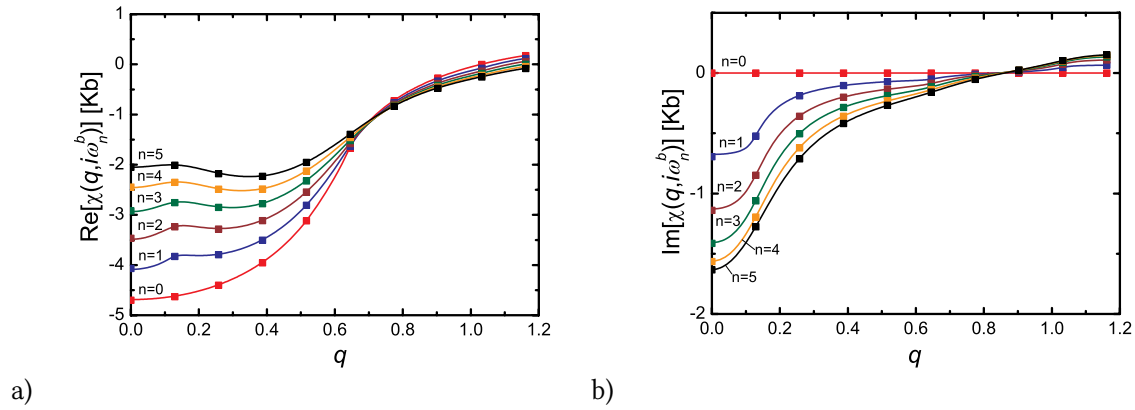 Re[χ(q,iω_n^b)] [Kb]
1
0
-1
-2
-3
-4
-5
n=5
n=4
n=3
n=2
n=1
n=0
0.0 0.2 0.4 0.6 0.8 1.0 1.2
q
a)
Im[χ(q,iω_n^b)] [Kb]
0
-1
-2
n=0
n=1
n=2
n=3
n=4
n=5
0.0 0.2 0.4 0.6 0.8 1.0 1.2
q
b)